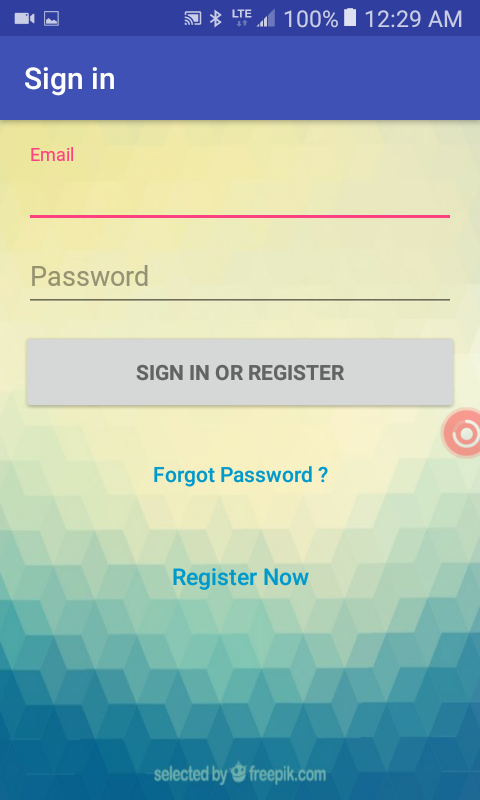 LTE 100% 12:29 AM
Sign in
Email
Password
SIGN IN OR REGISTER
Forgot Password ?
Register Now
selected by freepik.com